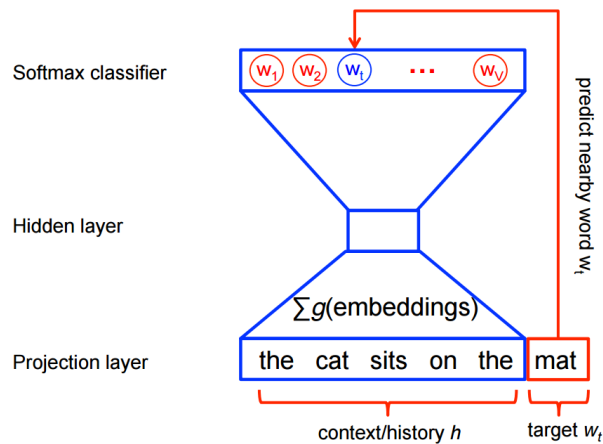 Softmax classifier
w1 w2 wt ... wV
predict nearby word wt
Hidden layer
∑g(embeddings)
Projection layer
the cat sits on the mat
context/history h
target wt